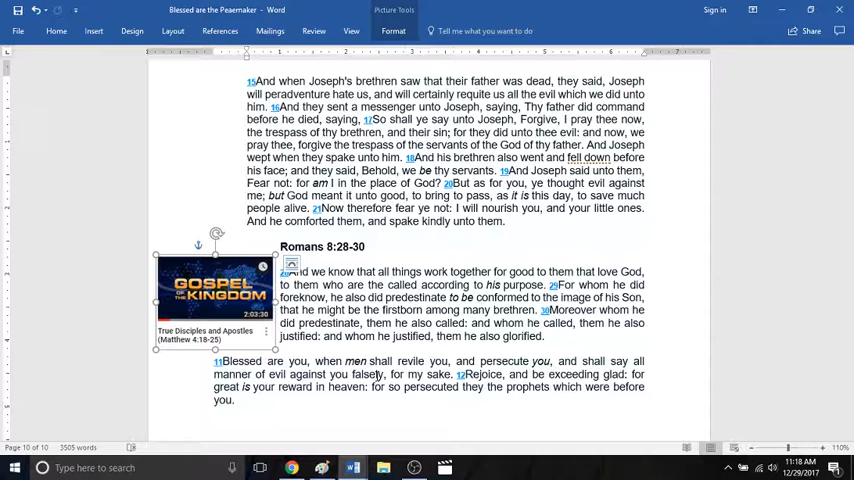 Blessed are the Peaemaker - Word
Picture Tools
Sign in
File
Home
Insert
Design
Layout
References
Mailings
Review
View
Format
Tell me what you want to do
Share
15And when Joseph's brethren saw that their father was dead, they said, Joseph
will peradventure hate us, and will certainly requite us all the evil which we did unto
him. 16And they sent a messenger unto Joseph, saying, Thy father did command
before he died, saying, 17So shall ye say unto Joseph, Forgive, I pray thee now,
the trespass of thy brethren, and their sin; for they did unto thee evil: and now, we
pray thee, forgive the trespass of the servants of the God of thy father. And Joseph
wept when they spake unto him. 18And his brethren also went and fell down before
his face; and they said, Behold, we be thy servants. 19And Joseph said unto them,
Fear not: for am I in the place of God? 20But as for you, ye thought evil against
me; but God meant it unto good, to bring to pass, as it is this day, to save much
people alive. 21Now therefore fear ye not: I will nourish you, and your little ones.
And he comforted them, and spake kindly unto them.
Romans 8:28-30
28And we know that all things work together for good to them that love God,
to them who are the called according to his purpose. 29For whom he did
foreknow, he also did predestinate to be conformed to the image of his Son,
that he might be the firstborn among many brethren. 30Moreover whom he
did predestinate, them he also called: and whom he called, them he also
justified: and whom he justified, them he also glorified.
GOSPEL
OF THE KINGDOM
2:03:30
True Disciples and Apostles
(Matthew 4:18-25)
11Blessed are you, when men shall revile you, and persecute you, and shall say all
manner of evil against you falsely, for my sake. 12Rejoice, and be exceeding glad: for
great is your reward in heaven: for so persecuted they the prophets which were before
you.
Page 10 of 10
3505 words
110%
Type here to search
11:18 AM
12/29/2017